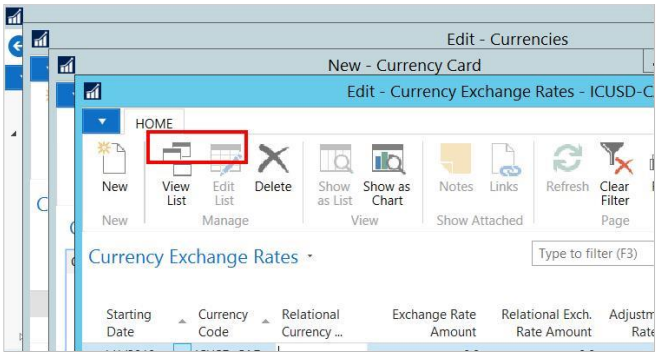 Edit - Currencies
New - Currency Card
Edit - Currency Exchange Rates - ICUSD-C
HOME
New View List Edit List Delete Show as List Show as Chart Notes Links Refresh Clear Filter
New Manage View Show Attached Page
Currency Exchange Rates
Type to filter (F3)
Starting Date Currency Code Relational Currency ... Exchange Rate Amount Relational Exch. Rate Amount Adjustm Rate